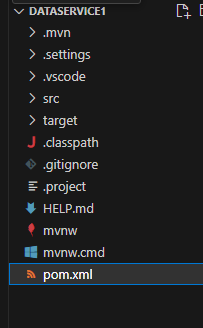 DATASERVICE1
.mvn
.settings
.vscode
src
target
.classpath
.gitignore
.project
HELP.md
mvnw
mvnw.cmd
pom.xml